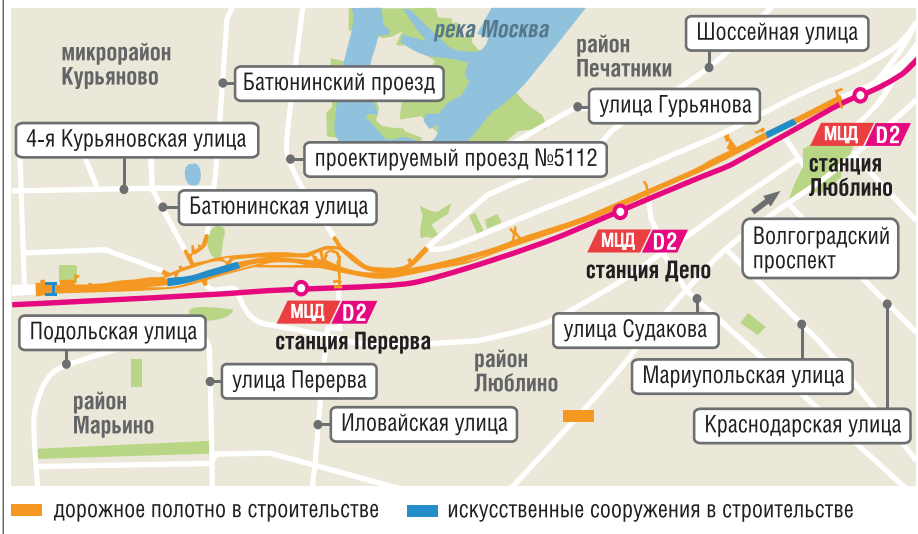 река Москва
микрорайон
Курьяново
район
Печатники
Шоссейная улица
Батюнинский проезд
улица Гурьянова
4-я Курьяновская улица
проектируемый проезд №5112
МЦД D2
станция
Люблино
Батюнинская улица
МЦД D2
станция Депо
Волгоградский
проспект
МЦД D2
станция Перерва
Подольская улица
улица Судакова
район
Люблино
улица Перерва
Мариупольская улица
район
Марьино
Иловайская улица
Краснодарская улица
дорожное полотно в строительстве
искусственные сооружения в строительстве